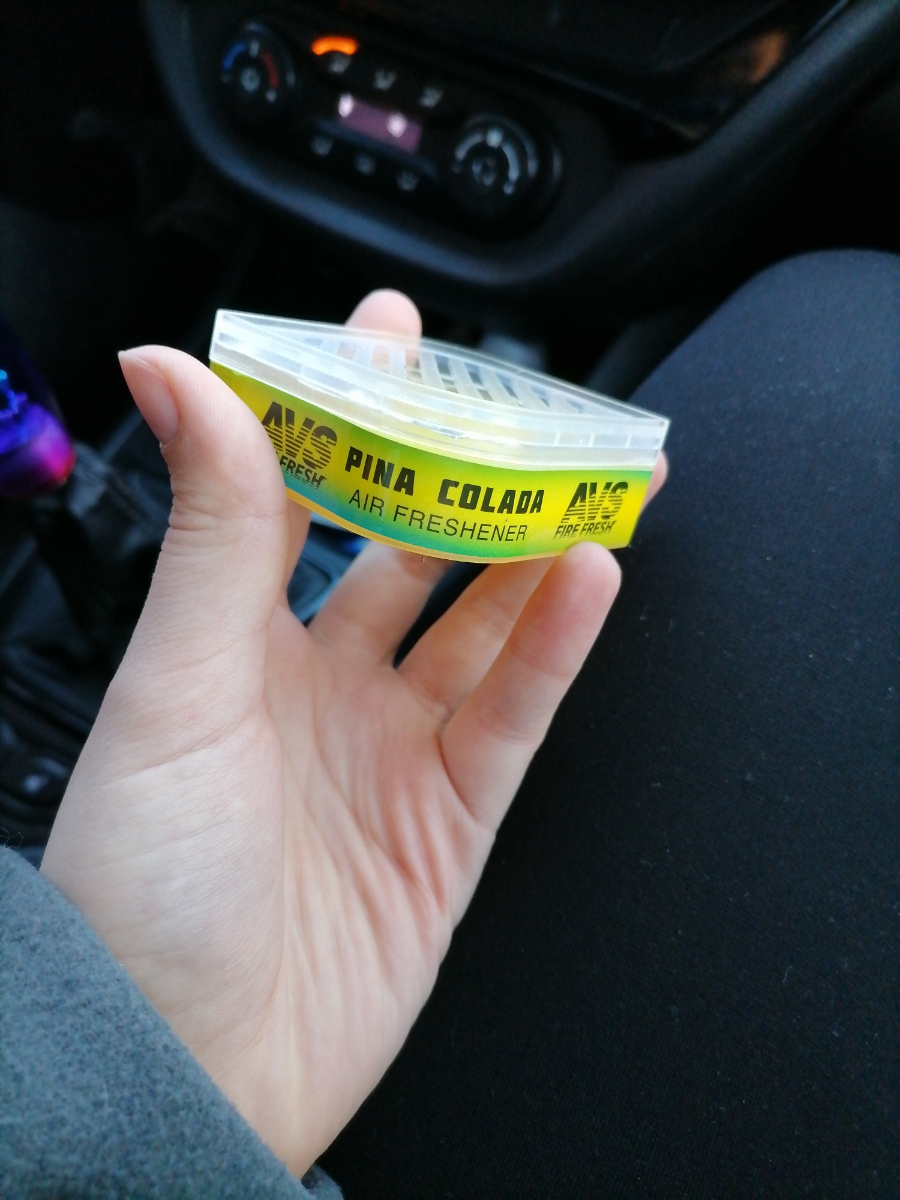 AVS
FIRE FRESH
PINA COLADA
AIR FRESHENER
AVS
FIRE FRESH